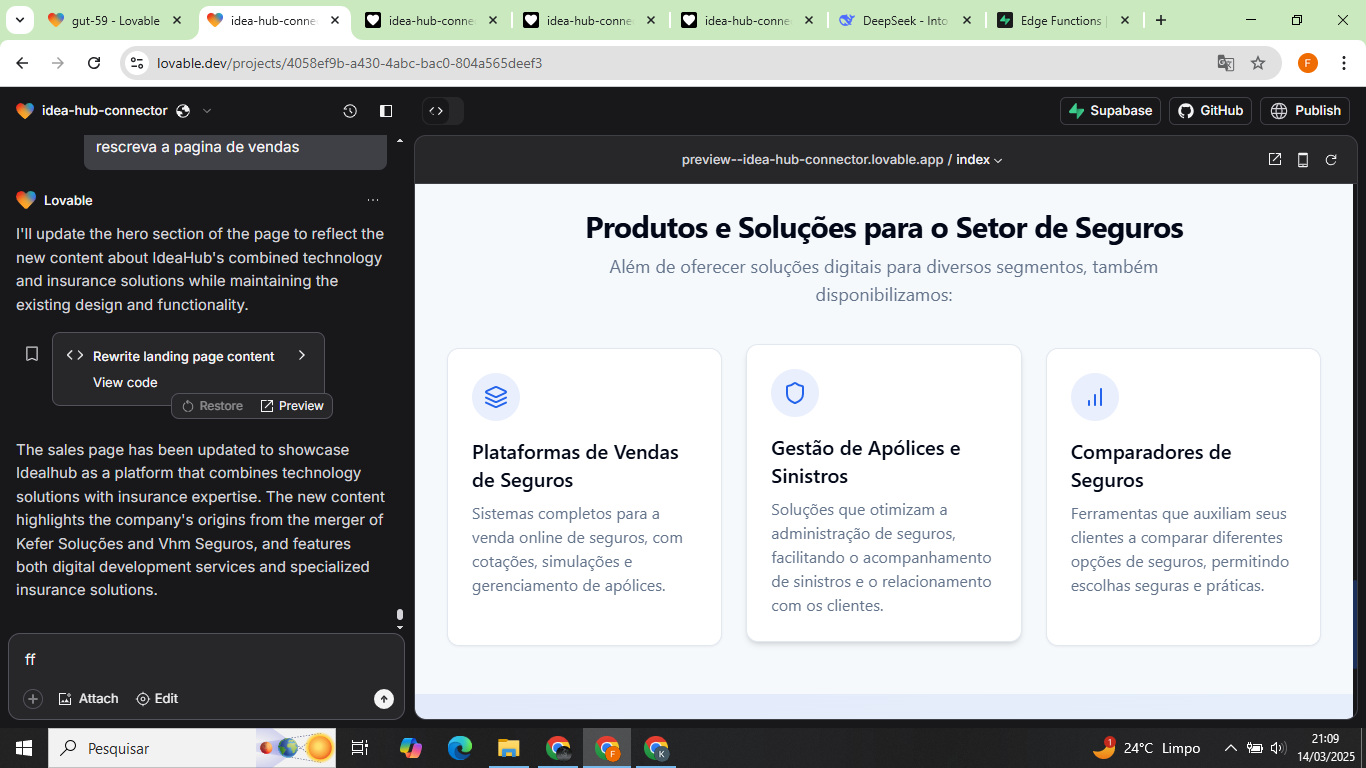 gut-59 - Lovable
idea-hub-connec
idea-hub-connec
idea-hub-connec
idea-hub-connec
DeepSeek - Into
Edge Functions |
lovable.dev/projects/4058ef9b-a430-4abc-bac0-804a565deef3
F
idea-hub-connector
Supabase
GitHub
Publish
rescreva a pagina de vendas
preview--idea-hub-connector.lovable.app / index
Lovable
I'll update the hero section of the page to reflect the
new content about IdeaHub's combined technology
and insurance solutions while maintaining the
existing design and functionality.
Rewrite landing page content
View code
Restore
Preview
The sales page has been updated to showcase
Idealhub as a platform that combines technology
solutions with insurance expertise. The new content
highlights the company's origins from the merger of
Kefer Soluções and Vhm Seguros, and features
both digital development services and specialized
insurance solutions.
ff
Attach
Edit
Produtos e Soluções para o Setor de Seguros
Além de oferecer soluções digitais para diversos segmentos, também
disponibilizamos:
Plataformas de Vendas
de Seguros
Sistemas completos para a
venda online de seguros, com
cotações, simulações e
gerenciamento de apólices.
Gestão de Apólices e
Sinistros
Soluções que otimizam a
administração de seguros,
facilitando o acompanhamento
de sinistros e o relacionamento
com os clientes.
Comparadores de
Seguros
Ferramentas que auxiliam seus
clientes a comparar diferentes
opções de seguros, permitindo
escolhas seguras e práticas.
Pesquisar
F
K
1
24°C Limpo
21:09
14/03/2025